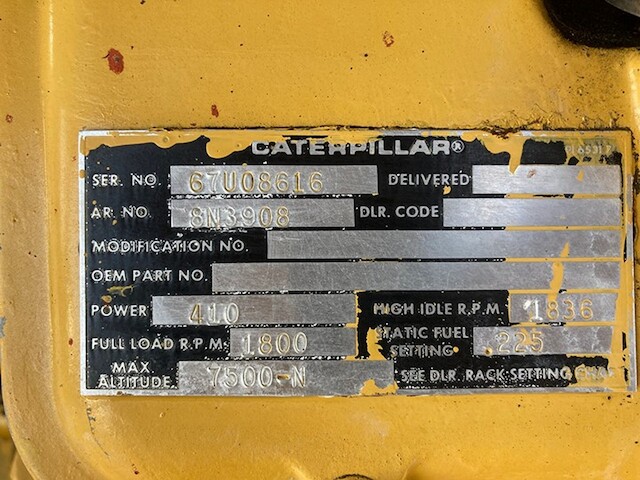 CATERPILLAR®
SER. NO. 67U08616 DELIVERED
AR. NO. 8N3908 DLR. CODE
MODIFICATION NO.
OEM PART NO.
POWER 410 HIGH IDLE R.P.M. 1836
FULL LOAD R.P.M. 1800 STATIC FUEL SETTING .225
MAX. ALTITUDE 7500-N SEE DLR. RACK SETTING